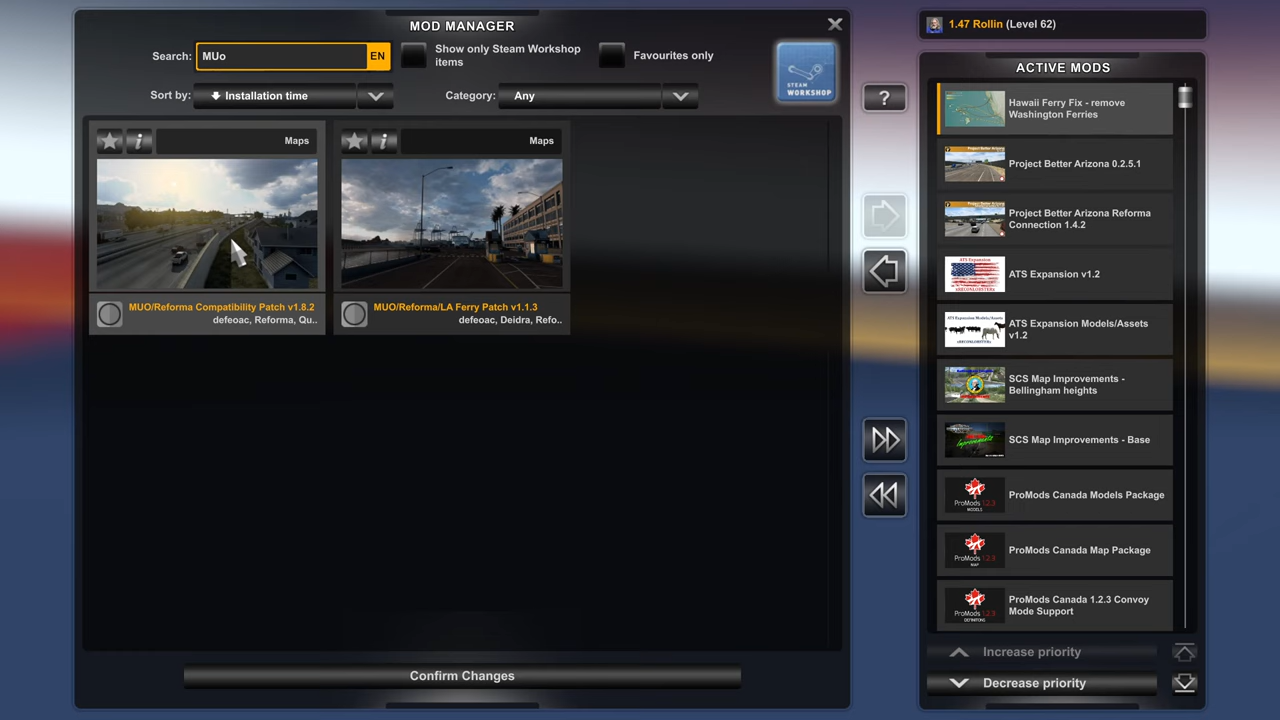 MOD MANAGER
Search:
MUo
EN
Show only Steam Workshop
items
Favourites only
STEAM
WORKSHOP
Sort by:
Installation time
Category:
Any
Maps
MUO/Reforma Compatibility Patch v1.8.2
defeoac, Reforma, Qu..
Maps
MUO/Reforma/LA Ferry Patch v1.1.3
defeoac, Deidra, Refo..
Confirm Changes
?
1.47 Rollin (Level 62)
ACTIVE MODS
Hawaii Ferry Fix - remove
Washington Ferries
Project Better Arizona 0.2.5.1
Project Better Arizona Reforma
Connection 1.4.2
ATS Expansion v1.2
ATS Expansion Models/Assets
v1.2
SCS Map Improvements -
Bellingham heights
SCS Map Improvements - Base
ProMods Canada Models Package
ProMods Canada Map Package
ProMods Canada 1.2.3 Convoy
Mode Support
Increase priority
Decrease priority